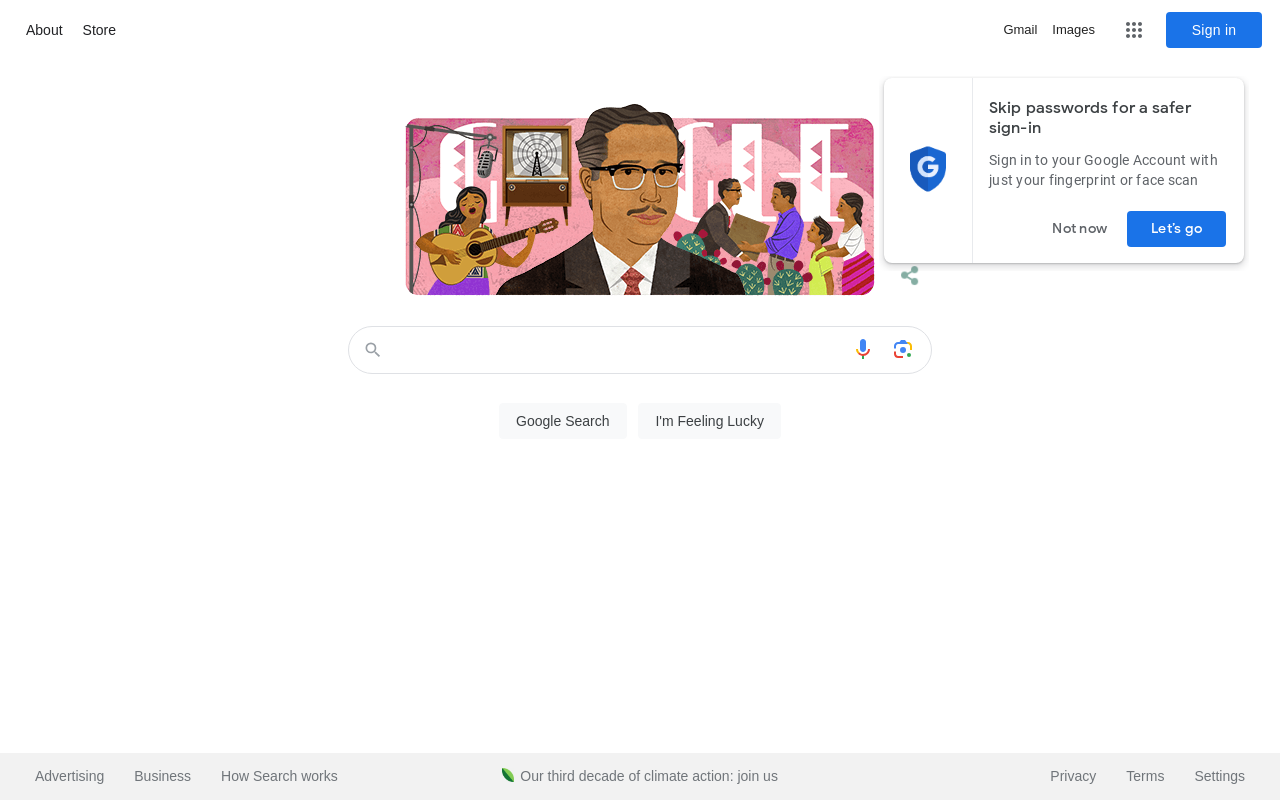 About Store
Gmail Images Sign in
Skip passwords for a safer
sign-in
Sign in to your Google Account with
just your fingerprint or face scan
Not now Let's go
Google Search I'm Feeling Lucky
Advertising Business How Search works Our third decade of climate action: join us Privacy Terms Settings